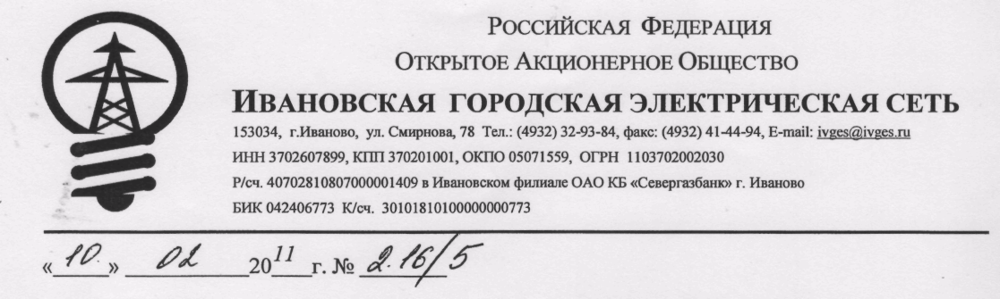 Российская Федерация
Открытое Акционерное Общество
Ивановская городская электрическая сеть
153034, г.Иваново, ул. Смирнова, 78 Тел.: (4932) 32-93-84, факс: (4932) 41-44-94, E-mail: ivges@ivges.ru
ИНН 3702607899, КПП 370201001, ОКПО 05071559, ОГРН 1103702002030
Р/сч. 40702810807000001409 в Ивановском филиале ОАО КБ «Севергазбанк» г. Иваново
БИК 042406773 К/сч. 30101810100000000773
«10.» 02 2011 г. № 2.16/5